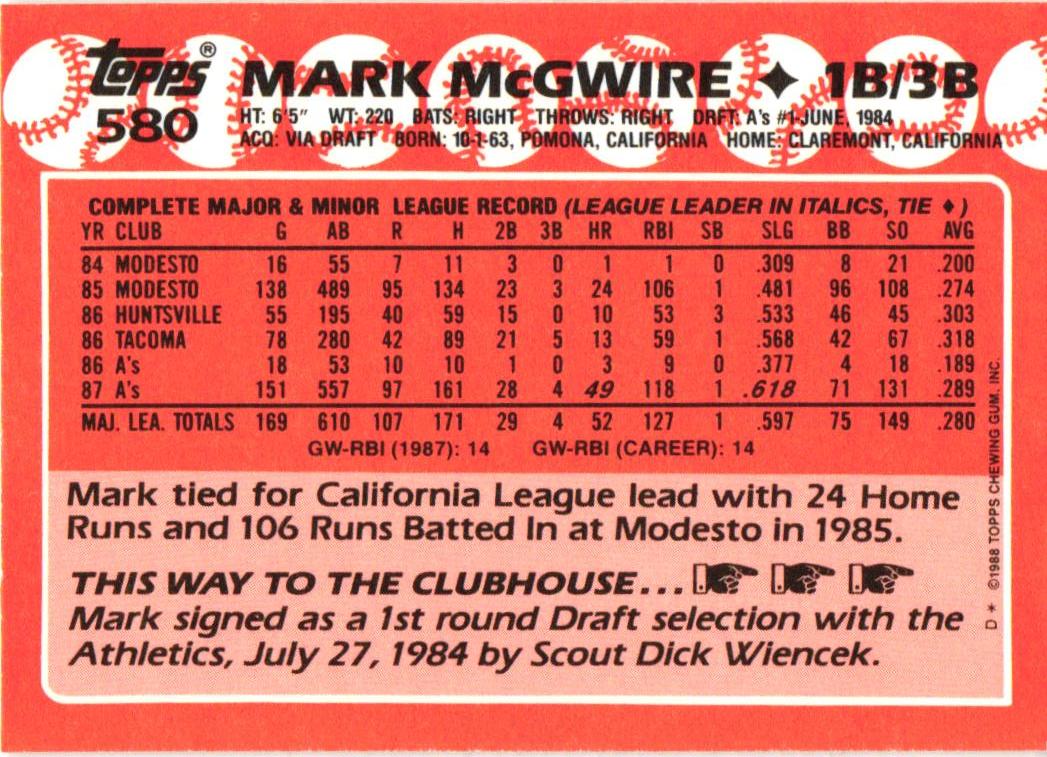 Topps®
580
MARK McGWIRE ✦ 1B/3B
HT: 6'5" WT: 220 BATS: RIGHT THROWS: RIGHT DRFT: A's #1-JUNE, 1984
ACQ: VIA DRAFT BORN: 10-1-63, POMONA, CALIFORNIA HOME: CLAREMONT, CALIFORNIA
COMPLETE MAJOR & MINOR LEAGUE RECORD (LEAGUE LEADER IN ITALICS, TIE ♦)
YR CLUB G AB R H 2B 3B HR RBI SB SLG BB SO AVG
84 MODESTO 16 55 7 11 3 0 1 1 0 .309 8 21 .200
85 MODESTO 138 489 95 134 23 3 24 106 1 .481 96 108 .274
86 HUNTSVILLE 55 195 40 59 15 0 10 53 3 .533 46 45 .303
86 TACOMA 78 280 42 89 21 5 13 59 1 .568 42 67 .318
86 A's 18 53 10 10 1 0 3 9 0 .377 4 18 .189
87 A's 151 557 97 161 28 4 49 118 1 .618 71 131 .289
MAJ. LEA. TOTALS 169 610 107 171 29 4 52 127 1 .597 75 149 .280
GW-RBI (1987): 14 GW-RBI (CAREER): 14
Mark tied for California League lead with 24 Home
Runs and 106 Runs Batted In at Modesto in 1985.
THIS WAY TO THE CLUBHOUSE...
Mark signed as a 1st round Draft selection with the
Athletics, July 27, 1984 by Scout Dick Wiencek.
D* ©1988 TOPPS CHEWING GUM, INC.